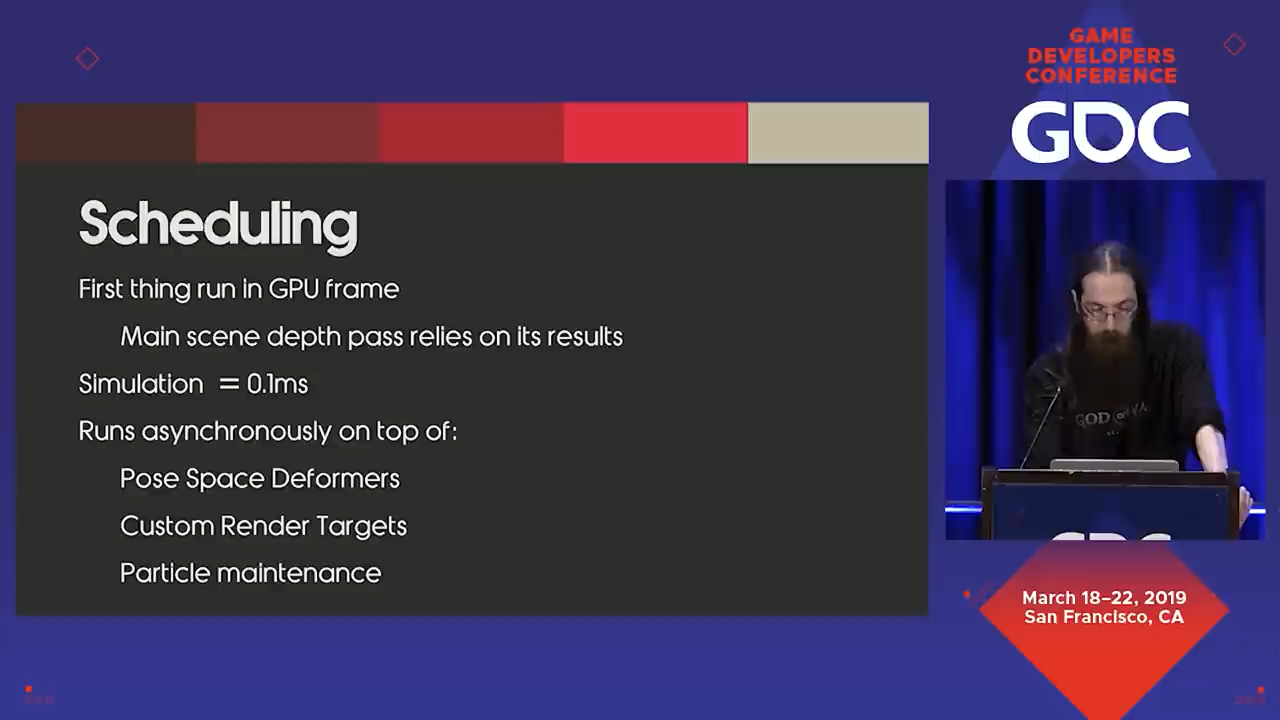 GAME
DEVELOPERS
CONFERENCE
GDC
Scheduling
First thing run in GPU frame
Main scene depth pass relies on its results
Simulation = 0.1ms
Runs asynchronously on top of:
Pose Space Deformers
Custom Render Targets
Particle maintenance
GOD
March 18–22, 2019
San Francisco, CA